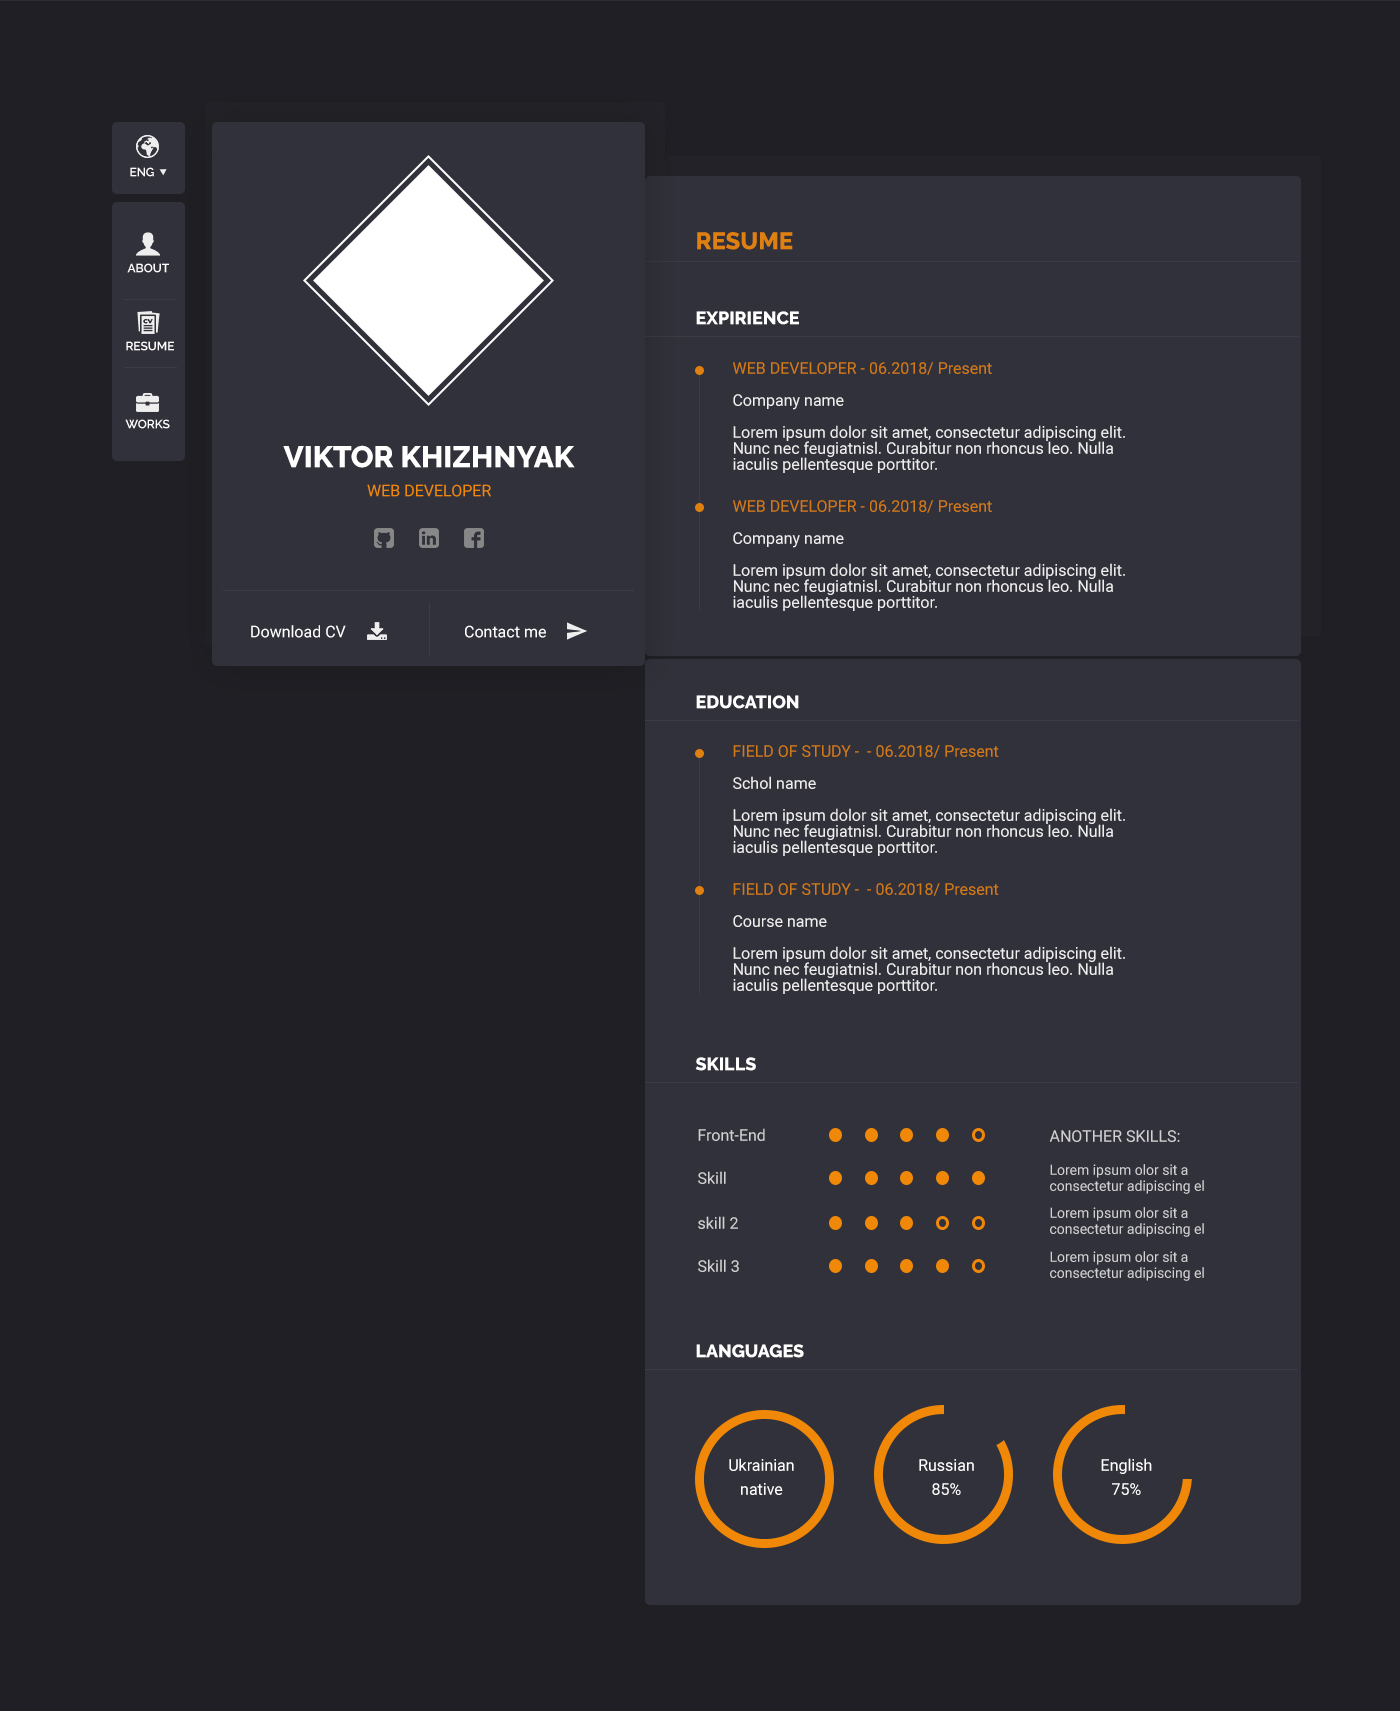 ENG
ABOUT
RESUME
CV
WORKS
VIKTOR KHIZHNYAK
WEB DEVELOPER
in
Download CV
Contact me
RESUME
EXPIRIENCE
WEB DEVELOPER - 06.2018/ Present
Company name
Lorem ipsum dolor sit amet, consectetur adipiscing elit.
Nunc nec feugiatnisl. Curabitur non rhoncus leo. Nulla
iaculis pellentesque porttitor.
WEB DEVELOPER - 06.2018/ Present
Company name
Lorem ipsum dolor sit amet, consectetur adipiscing elit.
Nunc nec feugiatnisl. Curabitur non rhoncus leo. Nulla
iaculis pellentesque porttitor.
EDUCATION
FIELD OF STUDY -  - 06.2018/ Present
Schol name
Lorem ipsum dolor sit amet, consectetur adipiscing elit.
Nunc nec feugiatnisl. Curabitur non rhoncus leo. Nulla
iaculis pellentesque porttitor.
FIELD OF STUDY -  - 06.2018/ Present
Course name
Lorem ipsum dolor sit amet, consectetur adipiscing elit.
Nunc nec feugiatnisl. Curabitur non rhoncus leo. Nulla
iaculis pellentesque porttitor.
SKILLS
Front-End
Skill
skill 2
Skill 3
ANOTHER SKILLS:
Lorem ipsum olor sit a
consectetur adipiscing el
Lorem ipsum olor sit a
consectetur adipiscing el
Lorem ipsum olor sit a
consectetur adipiscing el
LANGUAGES
Ukrainian
native
Russian
85%
English
75%